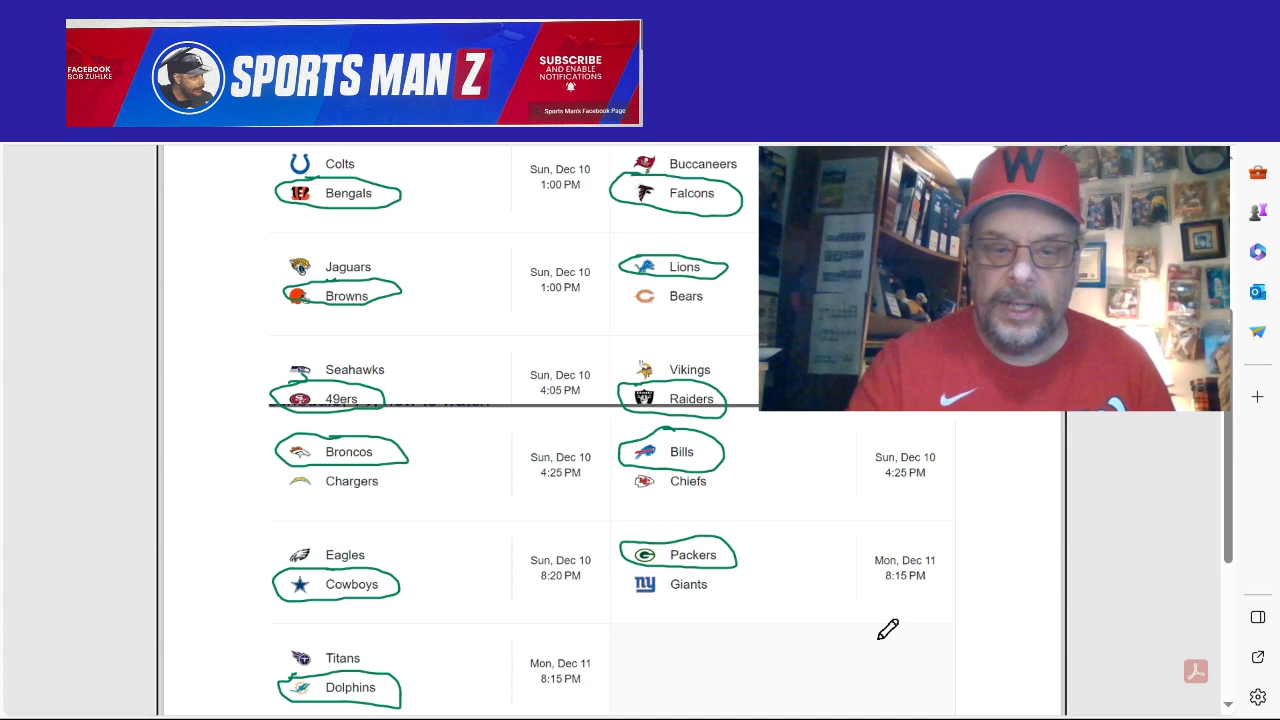 FACEBOOK
BOB ZUHLKE
SPORTS MAN Z
SUBSCRIBE
AND ENABLE
NOTIFICATIONS
Sports Man's Facebook Page
Colts
Bengals
Sun, Dec 10
1:00 PM
Buccaneers
Falcons
Jaguars
Browns
Sun, Dec 10
1:00 PM
Lions
Bears
Seahawks
49ers
Sun, Dec 10
4:05 PM
Vikings
Raiders
W
Broncos
Chargers
Sun, Dec 10
4:25 PM
Bills
Chiefs
Sun, Dec 10
4:25 PM
Eagles
Cowboys
Sun, Dec 10
8:20 PM
Packers
ny
Giants
Mon, Dec 11
8:15 PM
Titans
Dolphins
Mon, Dec 11
8:15 PM